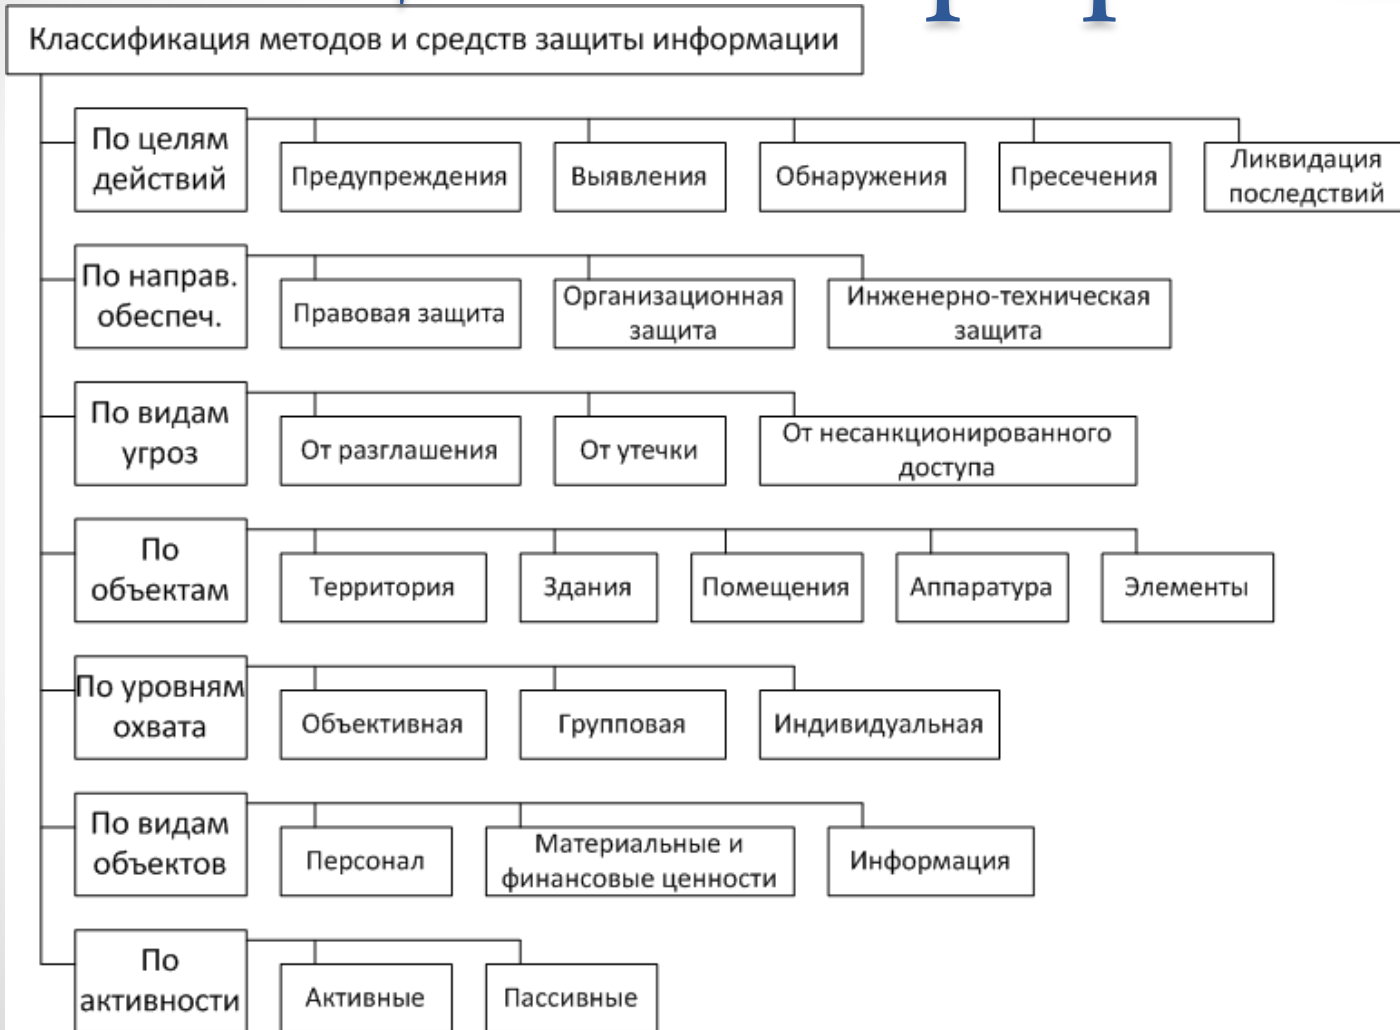 Классификация методов и средств защиты информации
По целям
действий
Предупреждения
Выявления
Обнаружения
Пресечения
Ликвидация
последствий
По направ.
обеспеч.
Правовая защита
Организационная
защита
Инженерно-техническая
защита
По видам
угроз
От разглашения
От утечки
От несанкционированного
доступа
По
объектам
Территория
Здания
Помещения
Аппаратура
Элементы
По уровням
охвата
Объективная
Групповая
Индивидуальная
По видам
объектов
Персонал
Материальные и
финансовые ценности
Информация
По
активности
Активные
Пассивные